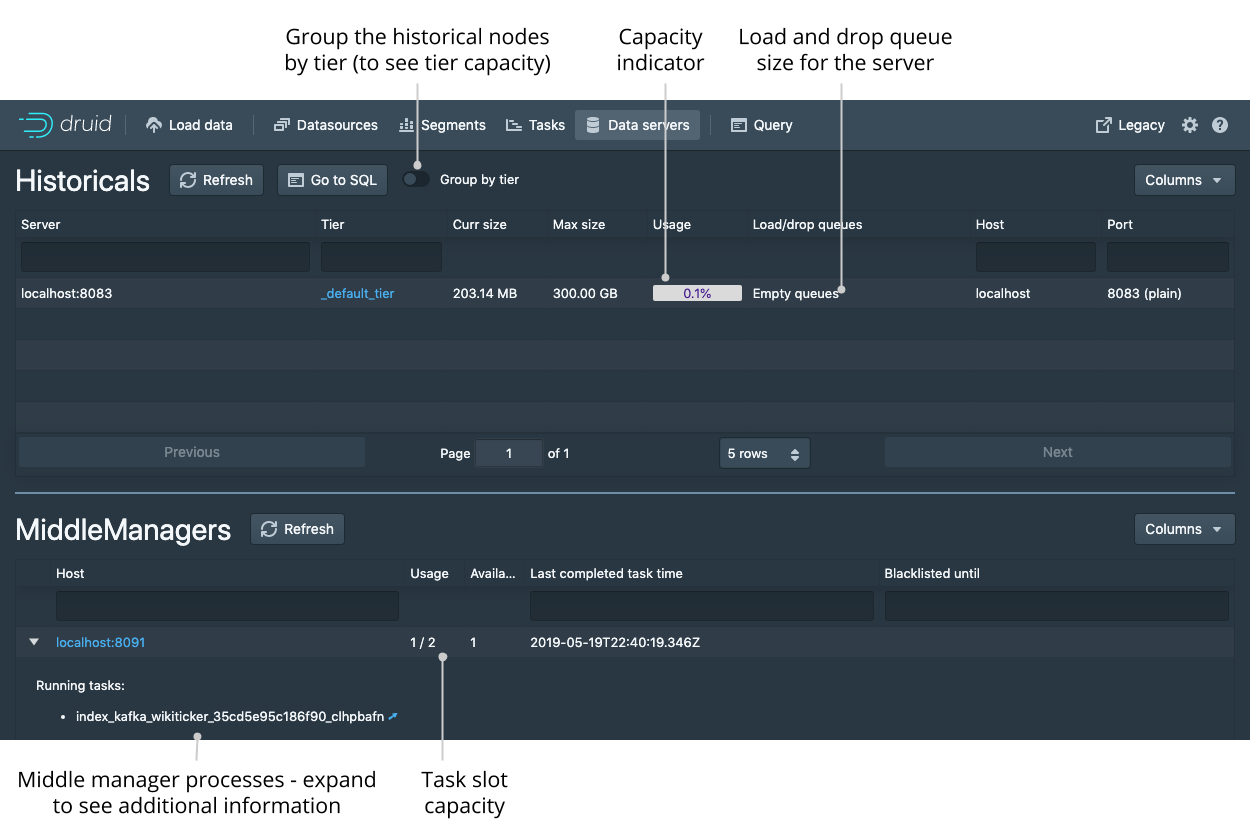 Group the historical nodes
by tier (to see tier capacity)
Capacity
indicator
Load and drop queue
size for the server
druid Load data Datasources Segments Tasks Data servers Query Legacy
Historicals Refresh Go to SQL Group by tier Columns
Server Tier Curr size Max size Usage Load/drop queues Host Port
localhost:8083 _default_tier 203.14 MB 300.00 GB 0.1% Empty queues localhost 8083 (plain)
Previous Page 1 of 1 5 rows Next
MiddleManagers Refresh Columns
Host Usage Availa... Last completed task time Blacklisted until
localhost:8091 1 / 2 1 2019-05-19T22:40:19.346Z
Running tasks:
• index_kafka_wikiticker_35cd5e95c186f90_clhpbafn
Middle manager processes - expand
to see additional information
Task slot
capacity